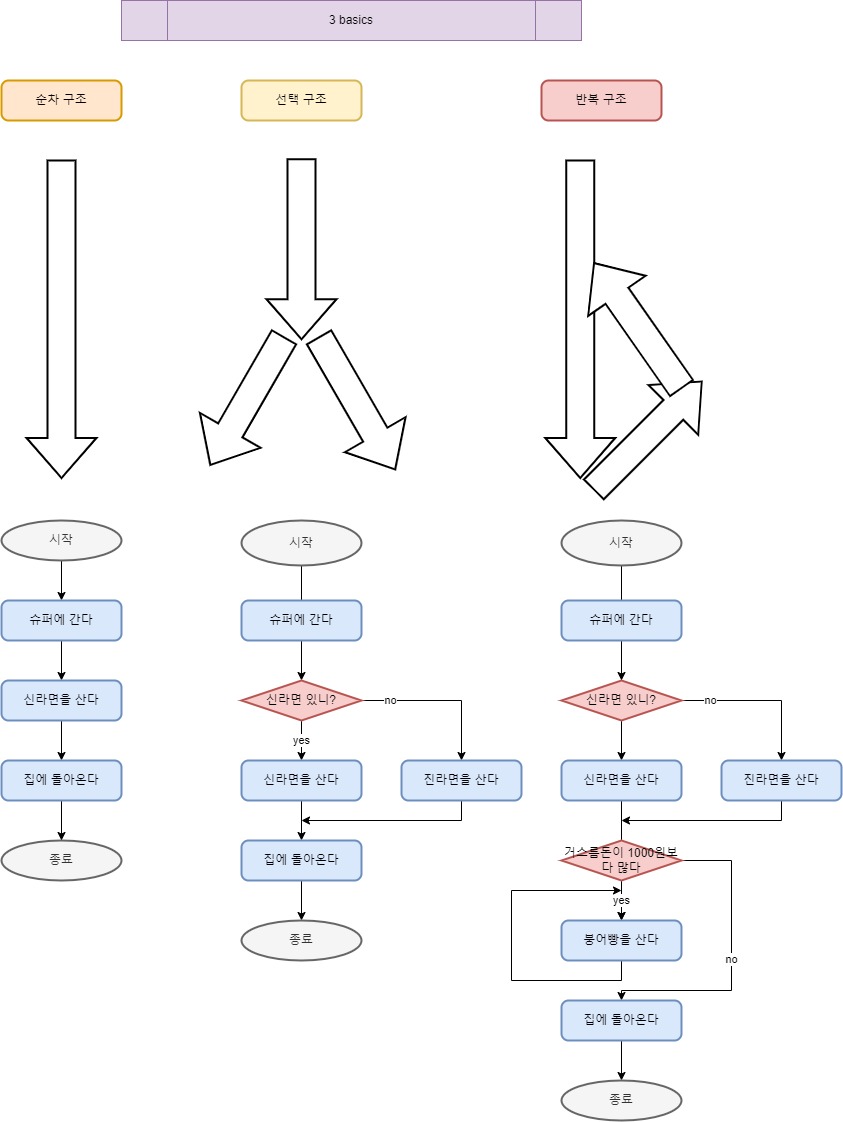 3 basics
순차 구조
선택 구조
반복 구조
시작
슈퍼에 간다
신라면을 산다
집에 돌아온다
종료
시작
슈퍼에 간다
신라면 있니?
no
yes
신라면을 산다
진라면을 산다
집에 돌아온다
종료
시작
슈퍼에 간다
신라면 있니?
no
신라면을 산다
진라면을 산다
거스름돈이 1000원보
다 많다
yes
붕어빵을 산다
no
집에 돌아온다
종료